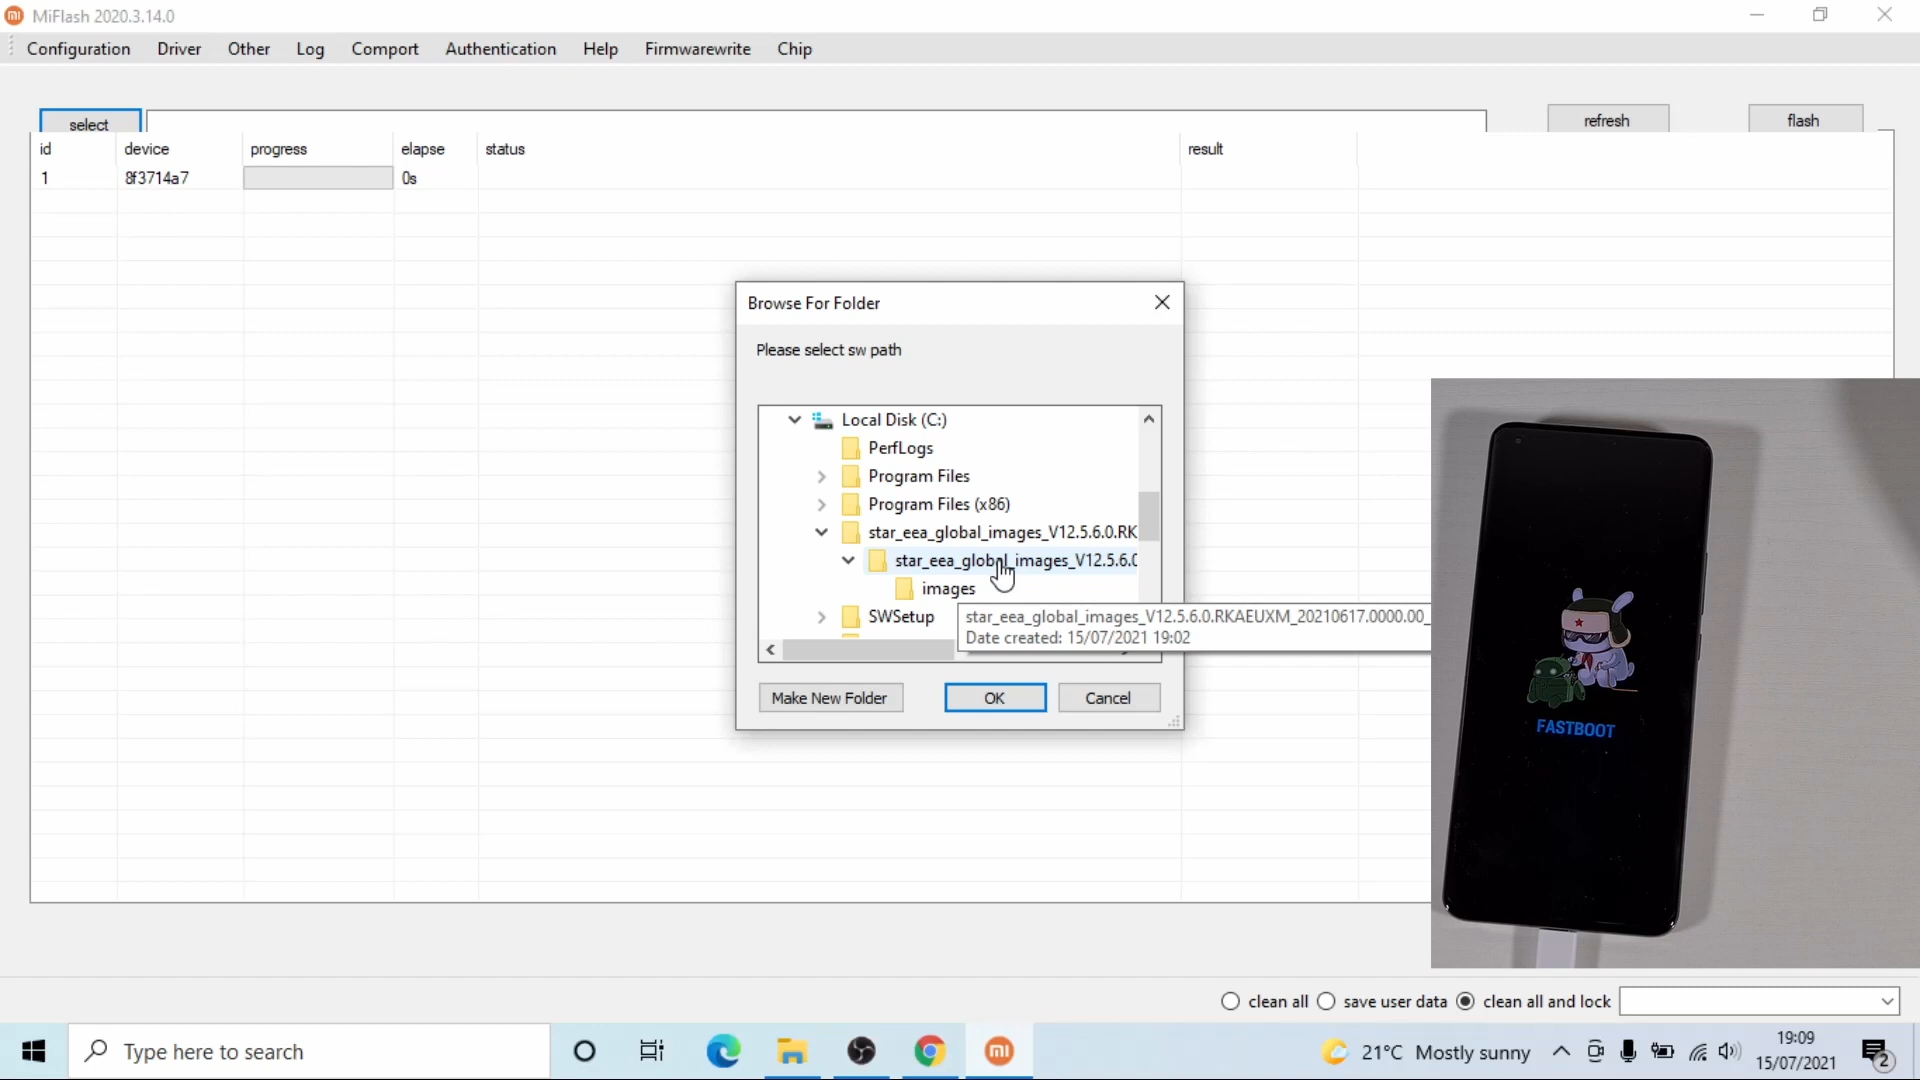 MiFlash 2020.3.14.0
Configuration Driver Other Log Comport Authentication Help Firmwarewrite Chip
select refresh flash
id device progress elapse status result
1 8f3714a7 0s
Browse For Folder
Please select sw path
Local Disk (C:)
PerfLogs
Program Files
Program Files (x86)
star_eea_global_images_V12.5.6.0.RK
star_eea_global_images_V12.5.6.0
images
SWSetup
star_eea_global_images_V12.5.6.0.RKAEUXM_20210617.0000.00_
Date created: 15/07/2021 19:02
Make New Folder OK Cancel
FASTBOOT
clean all save user data clean all and lock
Type here to search
21°C Mostly sunny
19:09
15/07/2021
2